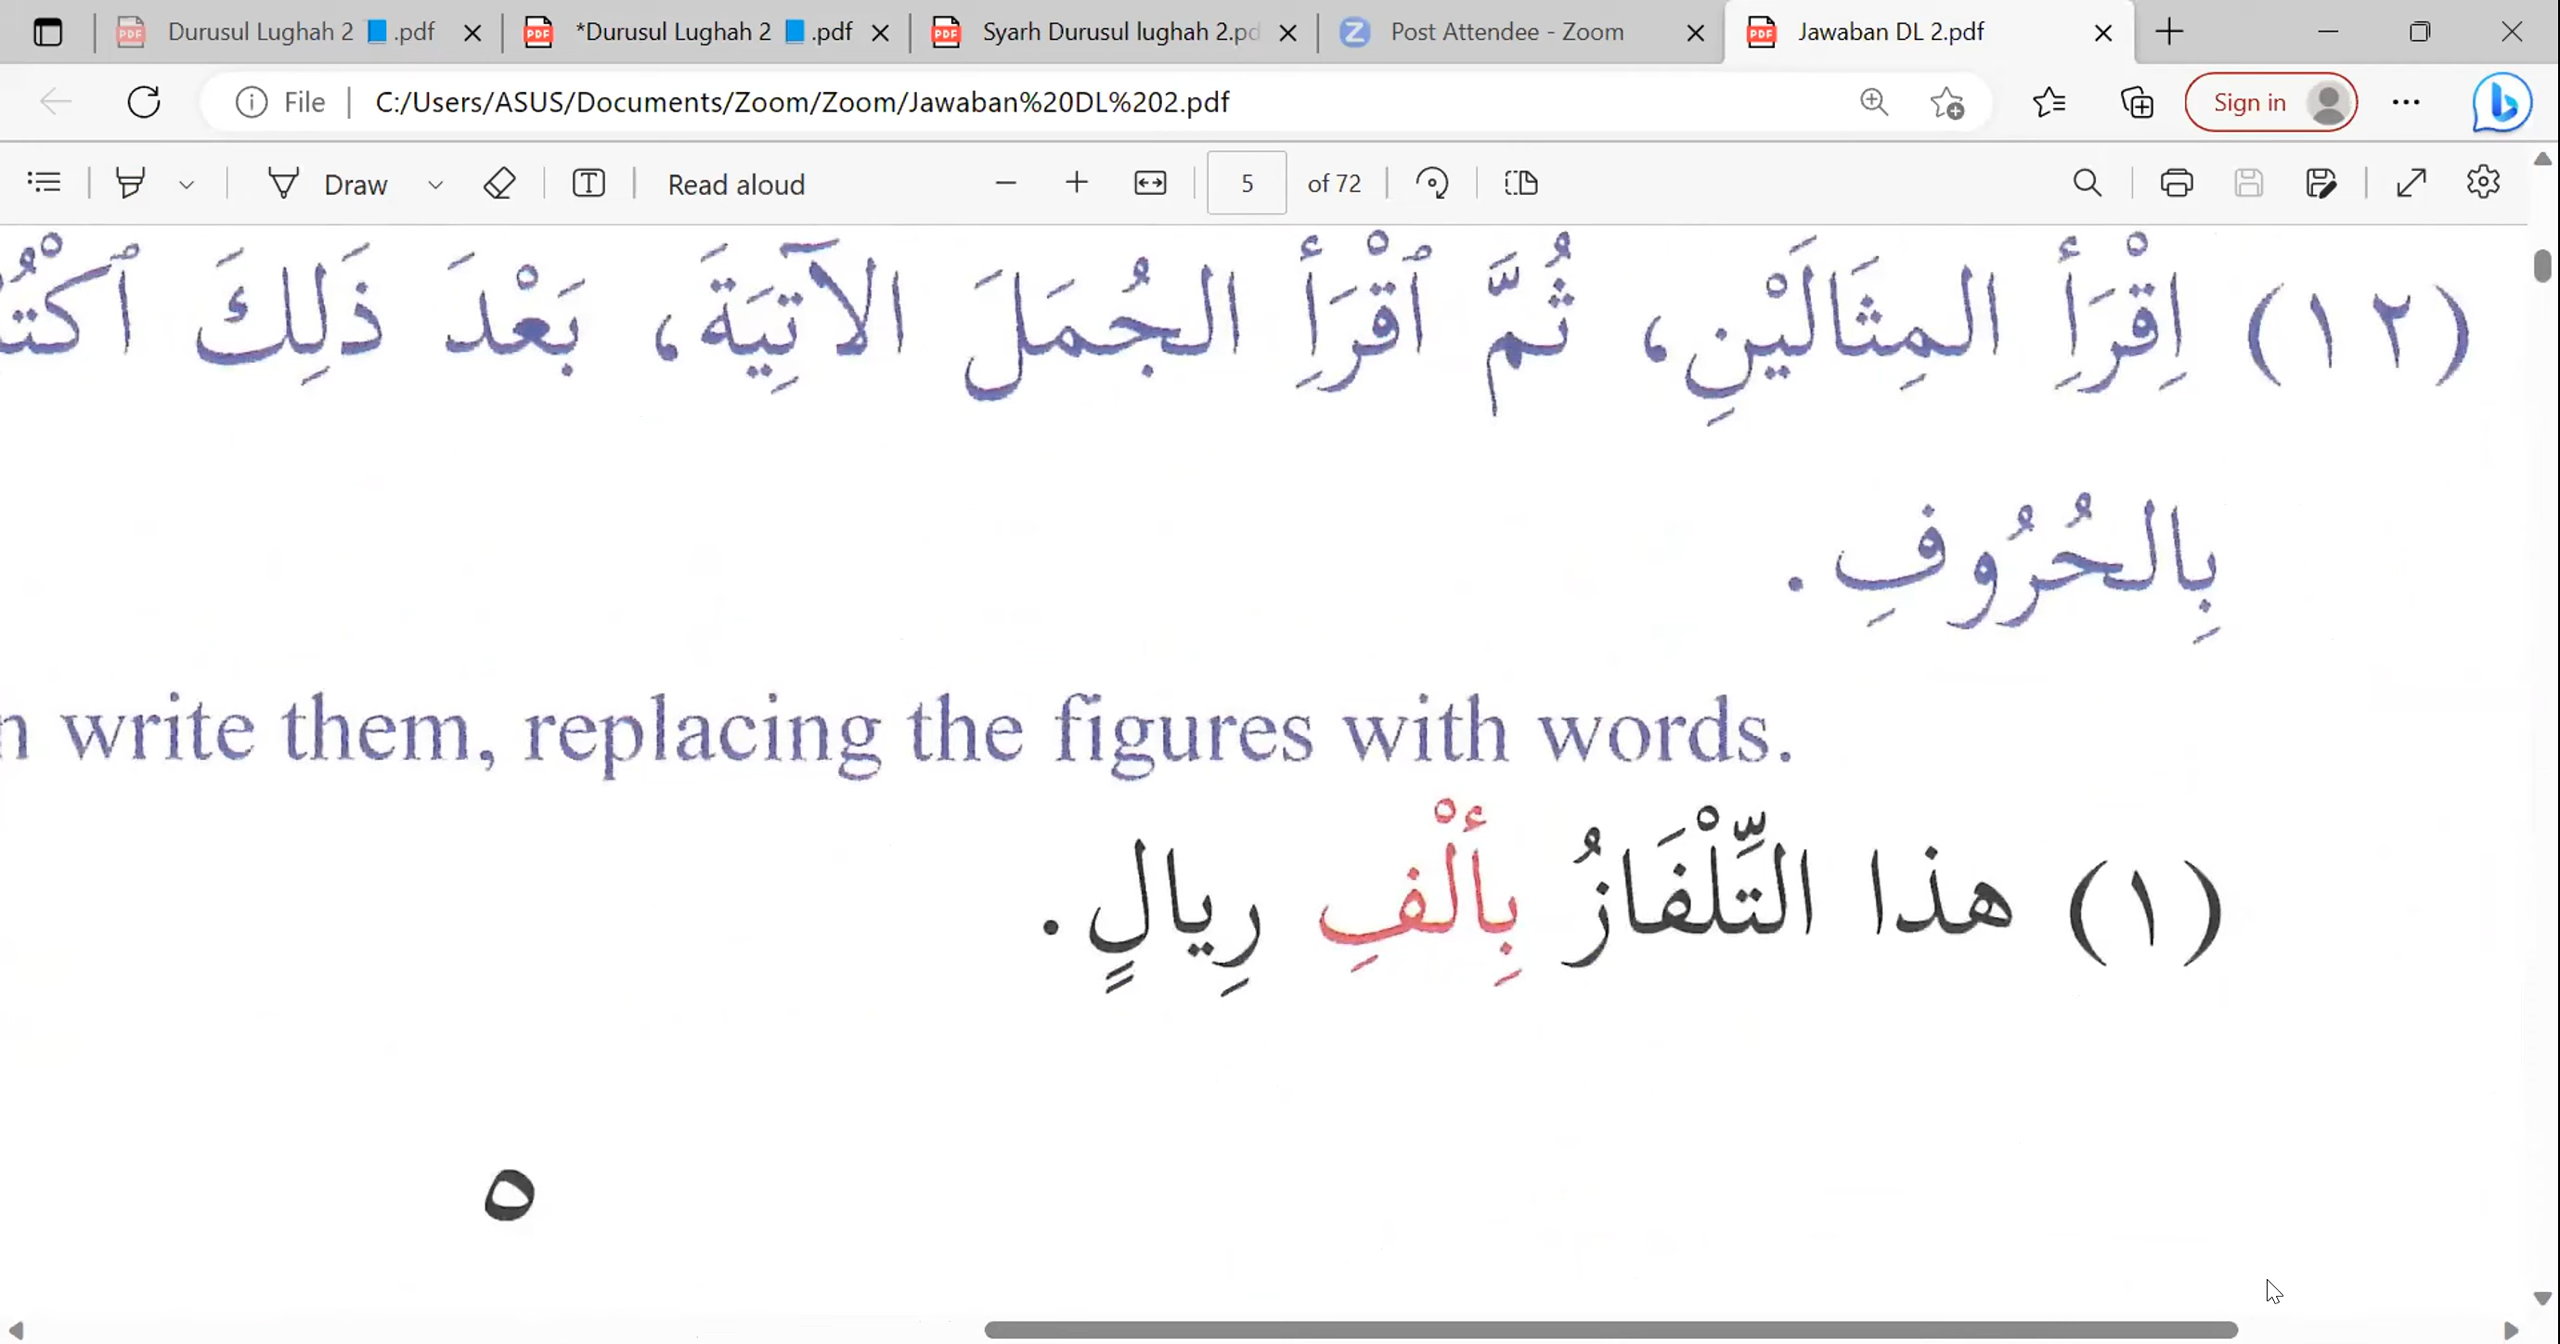 Durusul Lughah 2 📘.pdf
*Durusul Lughah 2 📘.pdf
Syarh Durusul lughah 2.pd
Post Attendee - Zoom
Jawaban DL 2.pdf
File
C:/Users/ASUS/Documents/Zoom/Zoom/Jawaban%20DL%202.pdf
Sign in
Draw
Read aloud
5 of 72
(١٢) اِقْرَأِ المِثَالَيْنِ، ثُمَّ ٱقْرَأِ الجُمَلَ الآتِيَةَ، بَعْدَ ذَلِكَ
بِالحُرُوفِ .
write them, replacing the figures with words.
(١) هذا التِّلْفَازُ بِأَلْفِ رِيالٍ .
٥